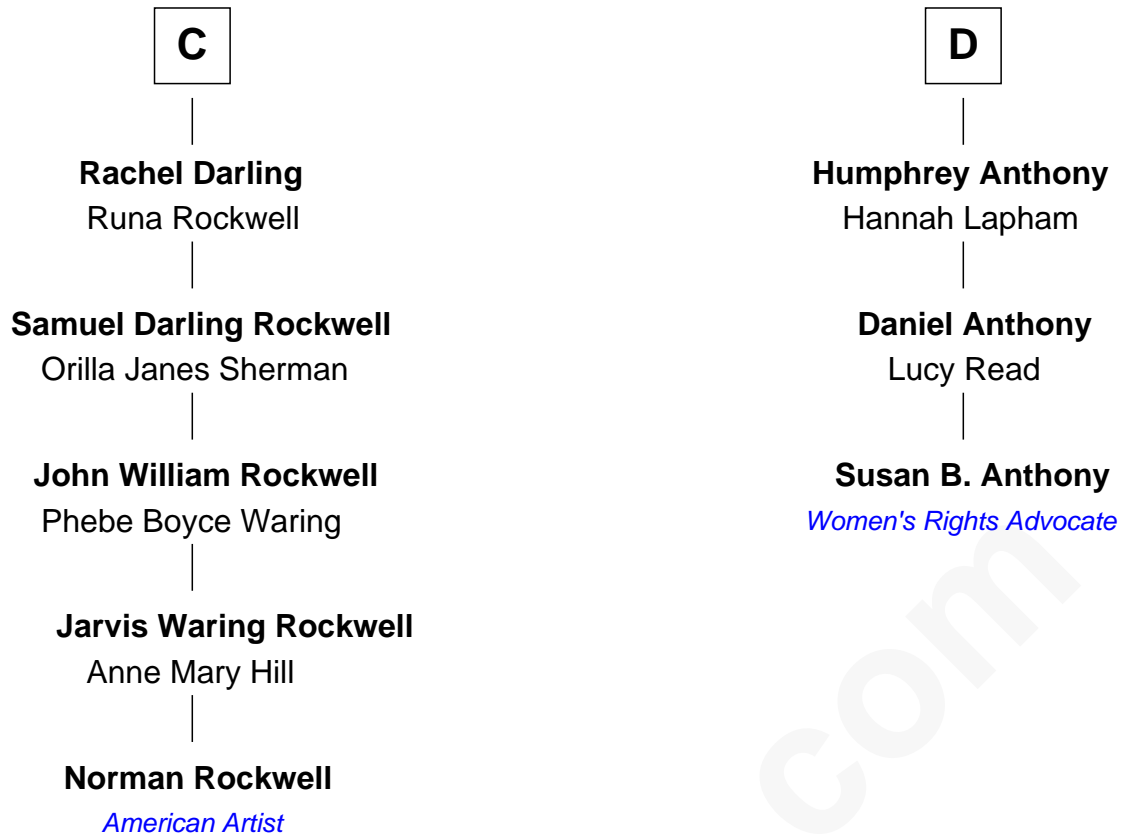 C
Rachel Darling
Runa Rockwell
Samuel Darling Rockwell
Orilla Janes Sherman
John William Rockwell
Phebe Boyce Waring
Jarvis Waring Rockwell
Anne Mary Hill
Norman Rockwell
American Artist
D
Humphrey Anthony
Hannah Lapham
Daniel Anthony
Lucy Read
Susan B. Anthony
Women's Rights Advocate
com